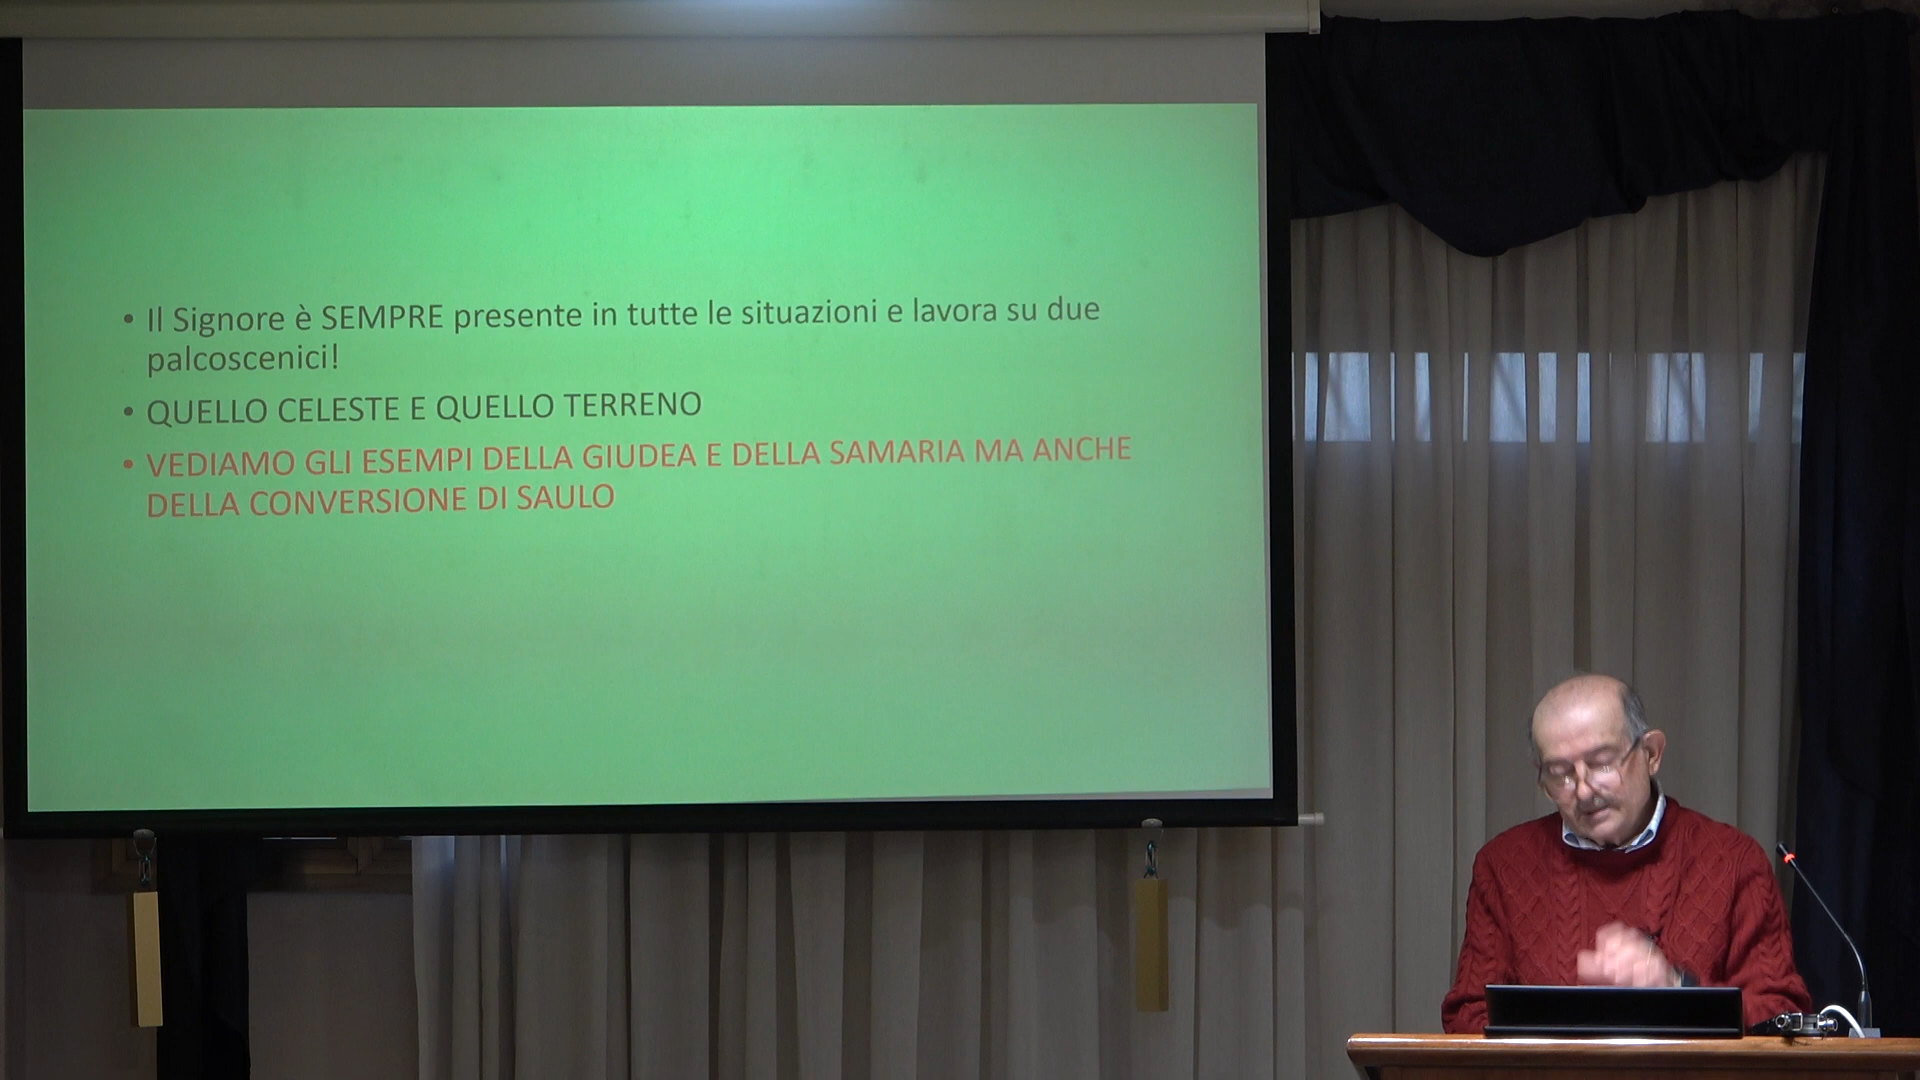 • Il Signore è SEMPRE presente in tutte le situazioni e lavora su due
palcoscenici!
• QUELLO CELESTE E QUELLO TERRENO
• VEDIAMO GLI ESEMPI DELLA GIUDEA E DELLA SAMARIA MA ANCHE
DELLA CONVERSIONE DI SAULO